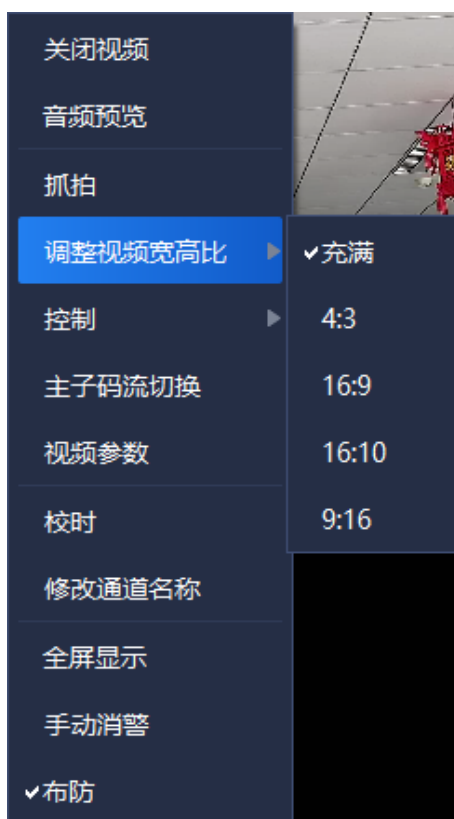 关闭视频
音频预览
抓拍
调整视频宽高比
充满
4:3
16:9
16:10
9:16
控制
主子码流切换
视频参数
校时
修改通道名称
全屏显示
手动消警
布防